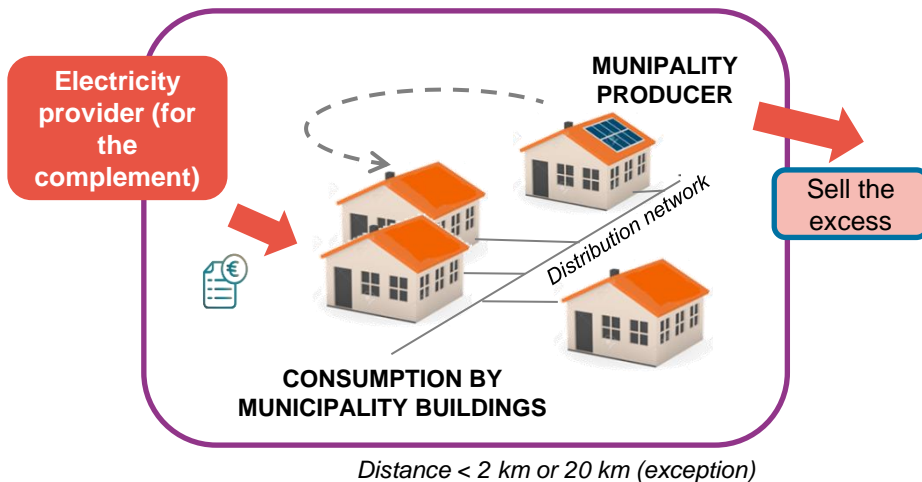 Electricity
provider (for
the
complement)
MUNIPALITY
PRODUCER
Sell the
excess
Distribution network
€
CONSUMPTION BY
MUNICIPALITY BUILDINGS
Distance < 2 km or 20 km (exception)